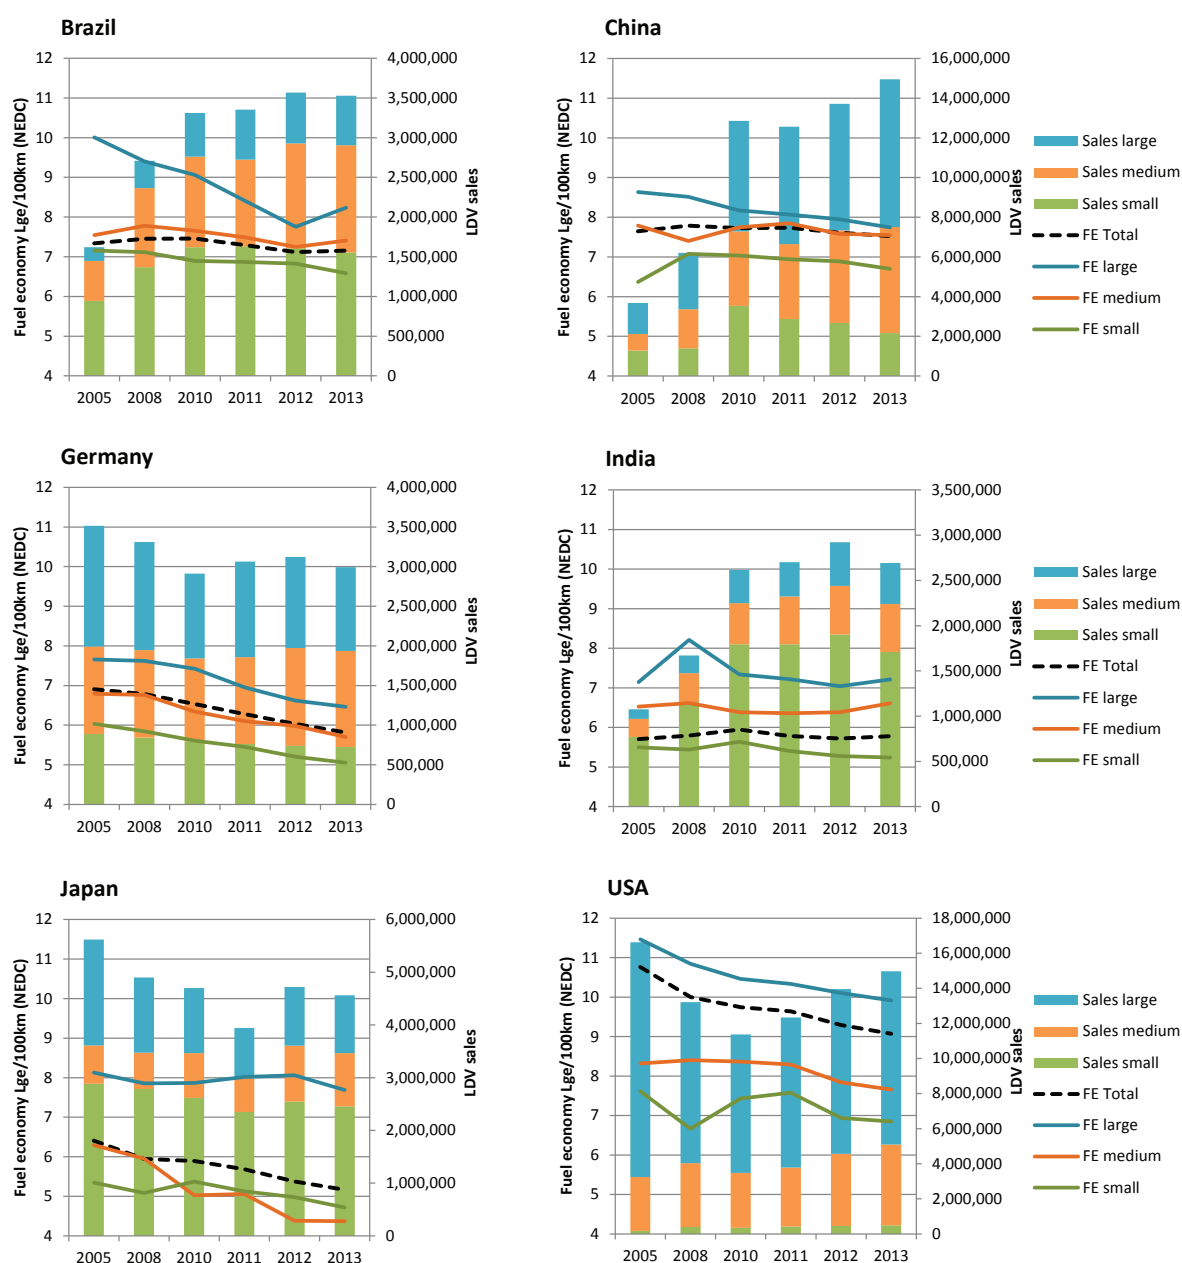 Brazil
Fuel economy Lge/100km (NEDC)
12
11
10
9
8
7
6
5
4
4,000,000
3,500,000
3,000,000
2,500,000
2,000,000
1,500,000
1,000,000
500,000
0
LDV sales
2005 2008 2010 2011 2012 2013
China
Fuel economy Lge/100km (NEDC)
12
11
10
9
8
7
6
5
4
16,000,000
14,000,000
12,000,000
10,000,000
8,000,000
6,000,000
4,000,000
2,000,000
0
LDV sales
2005 2008 2010 2011 2012 2013
Sales large
Sales medium
Sales small
FE Total
FE large
FE medium
FE small
Germany
Fuel economy Lge/100km (NEDC)
12
11
10
9
8
7
6
5
4
4,000,000
3,500,000
3,000,000
2,500,000
2,000,000
1,500,000
1,000,000
500,000
0
LDV sales
2005 2008 2010 2011 2012 2013
India
Fuel economy Lge/100km (NEDC)
12
11
10
9
8
7
6
5
4
3,500,000
3,000,000
2,500,000
2,000,000
1,500,000
1,000,000
500,000
0
LDV sales
2005 2008 2010 2011 2012 2013
Sales large
Sales medium
Sales small
FE Total
FE large
FE medium
FE small
Japan
Fuel economy Lge/100km (NEDC)
12
11
10
9
8
7
6
5
4
6,000,000
5,000,000
4,000,000
3,000,000
2,000,000
1,000,000
0
LDV sales
2005 2008 2010 2011 2012 2013
USA
Fuel economy Lge/100km (NEDC)
12
11
10
9
8
7
6
5
4
18,000,000
16,000,000
14,000,000
12,000,000
10,000,000
8,000,000
6,000,000
4,000,000
2,000,000
0
LDV sales
2005 2008 2010 2011 2012 2013
Sales large
Sales medium
Sales small
FE Total
FE large
FE medium
FE small